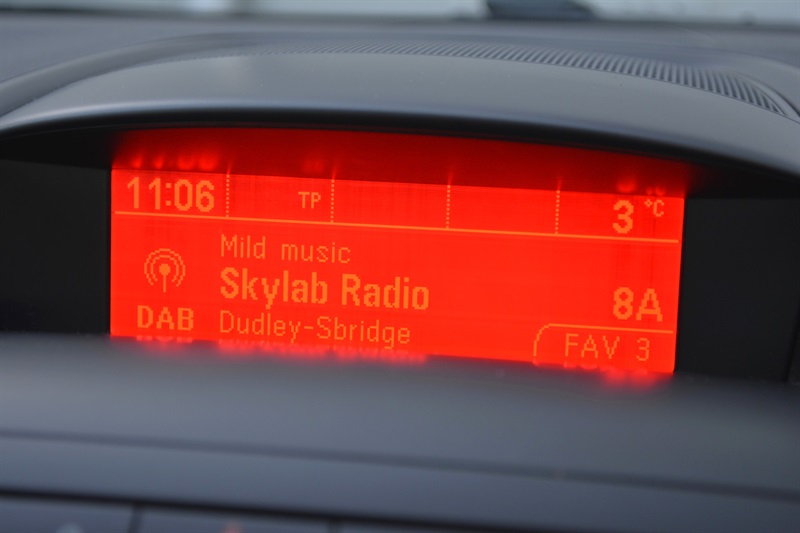 11:06 TP 3 °C
Mild music
Skylab Radio 8A
DAB Dudley-Sbridge FAV 3